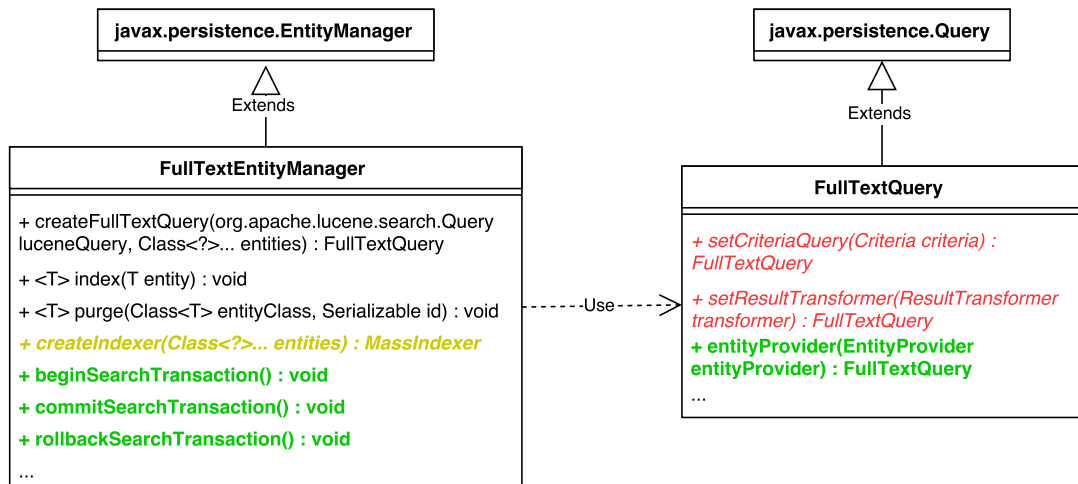 javax.persistence.EntityManager
Extends
FullTextEntityManager
+ createFullTextQuery(org.apache.lucene.search.Query
luceneQuery, Class<?>... entities) : FullTextQuery
+ <T> index(T entity) : void
+ <T> purge(Class<T> entityClass, Serializable id) : void
+ createIndexer(Class<?>... entities) : MassIndexer
+ beginSearchTransaction() : void
+ commitSearchTransaction() : void
+ rollbackSearchTransaction() : void
...
Use
javax.persistence.Query
Extends
FullTextQuery
+ setCriteriaQuery(Criteria criteria) :
FullTextQuery
+ setResultTransformer(ResultTransformer
transformer) : FullTextQuery
+ entityProvider(EntityProvider
entityProvider) : FullTextQuery
...